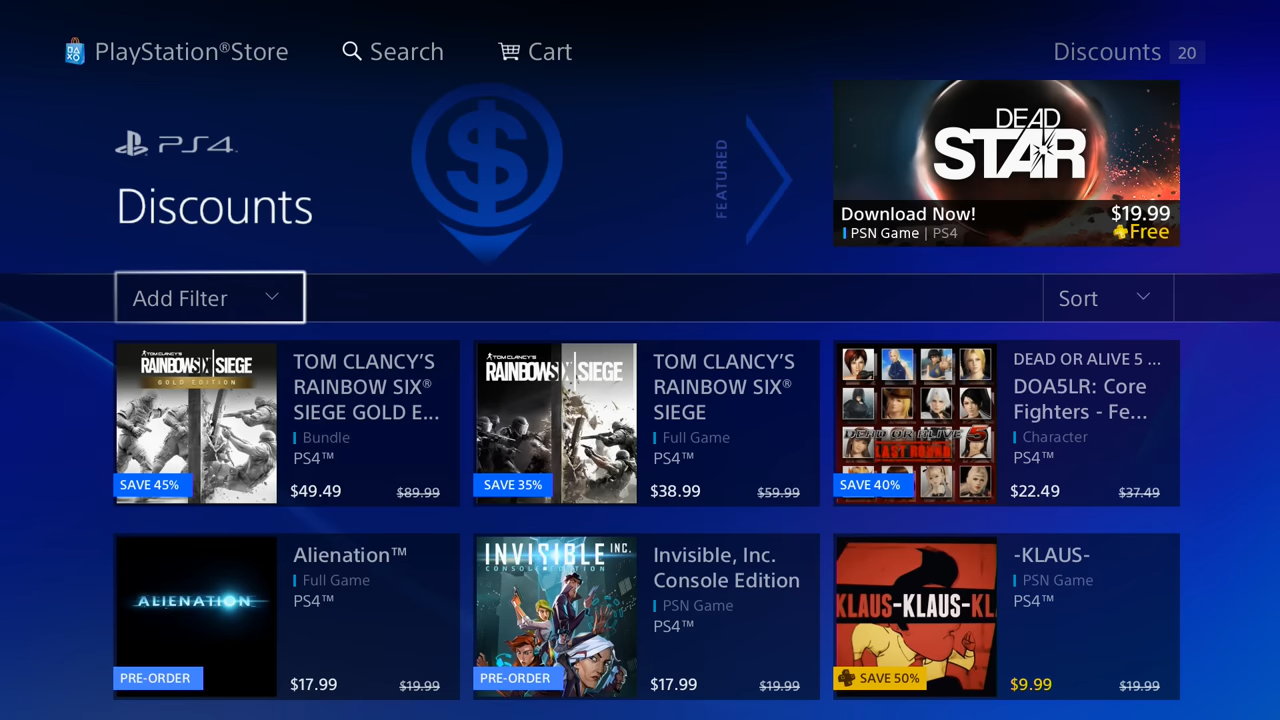 PlayStation®Store
Search
Cart
Discounts 20
PS4
Discounts
FEATURED
DEAD
STAR
Download Now!
$19.99
PSN Game | PS4
Free
Add Filter
Sort
TOM CLANCY'S
RAINBOW SIX SIEGE
GOLD EDITION
SAVE 45%
TOM CLANCY'S
RAINBOW SIX®
SIEGE GOLD E...
Bundle
PS4™
$49.49
$89.99
TOM CLANCY'S
RAINBOW SIX SIEGE
SAVE 35%
TOM CLANCY'S
RAINBOW SIX®
SIEGE
Full Game
PS4™
$38.99
$59.99
DEAD OR ALIVE 5
LAST ROUND
SAVE 40%
DEAD OR ALIVE 5 ...
DOA5LR: Core
Fighters - Fe...
Character
PS4™
$22.49
$37.49
ALIENATION
PRE-ORDER
Alienation™
Full Game
PS4™
$17.99
$19.99
INVISIBLE INC.
CONSOLE EDITION
PRE-ORDER
Invisible, Inc.
Console Edition
PSN Game
PS4™
$17.99
$19.99
KLAUS-KLAUS-KL
SAVE 50%
-KLAUS-
PSN Game
PS4™
$9.99
$19.99